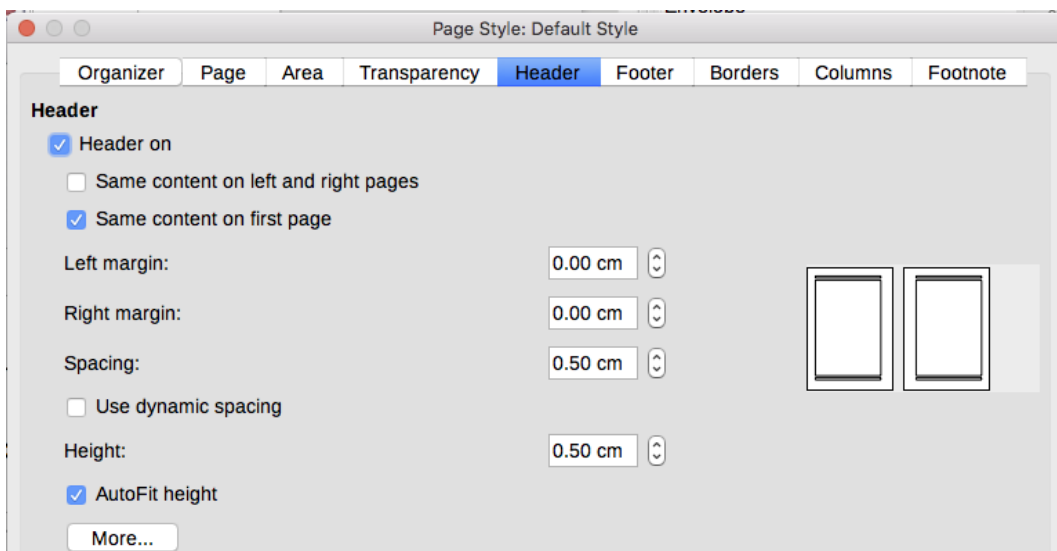 Page Style: Default Style
Organizer Page Area Transparency Header Footer Borders Columns Footnote
Header
Header on
Same content on left and right pages
Same content on first page
Left margin: 0.00 cm
Right margin: 0.00 cm
Spacing: 0.50 cm
Use dynamic spacing
Height: 0.50 cm
AutoFit height
More...